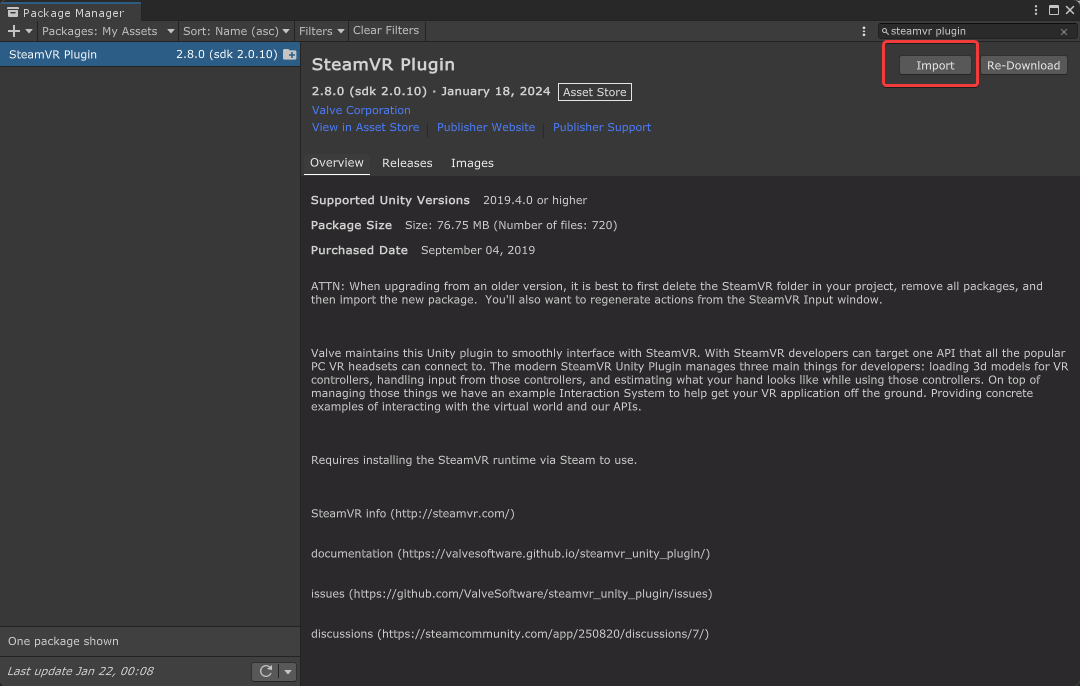 Package Manager
Packages: My Assets
Sort: Name (asc)
Filters
Clear Filters
steamvr plugin
SteamVR Plugin
2.8.0 (sdk 2.0.10)
SteamVR Plugin
Import
Re-Download
2.8.0 (sdk 2.0.10) · January 18, 2024
Asset Store
Valve Corporation
View in Asset Store
Publisher Website
Publisher Support
Overview
Releases
Images
Supported Unity Versions 2019.4.0 or higher
Package Size Size: 76.75 MB (Number of files: 720)
Purchased Date September 04, 2019
ATTN: When upgrading from an older version, it is best to first delete the SteamVR folder in your project, remove all packages, and
then import the new package.  You'll also want to regenerate actions from the SteamVR Input window.
Valve maintains this Unity plugin to smoothly interface with SteamVR. With SteamVR developers can target one API that all the popular
PC VR headsets can connect to. The modern SteamVR Unity Plugin manages three main things for developers: loading 3d models for VR
controllers, handling input from those controllers, and estimating what your hand looks like while using those controllers. On top of
managing those things we have an example Interaction System to help get your VR application off the ground. Providing concrete
examples of interacting with the virtual world and our APIs.
Requires installing the SteamVR runtime via Steam to use.
SteamVR info (http://steamvr.com/)
documentation (https://valvesoftware.github.io/steamvr_unity_plugin/)
issues (https://github.com/ValveSoftware/steamvr_unity_plugin/issues)
discussions (https://steamcommunity.com/app/250820/discussions/7/)
One package shown
Last update Jan 22, 00:08